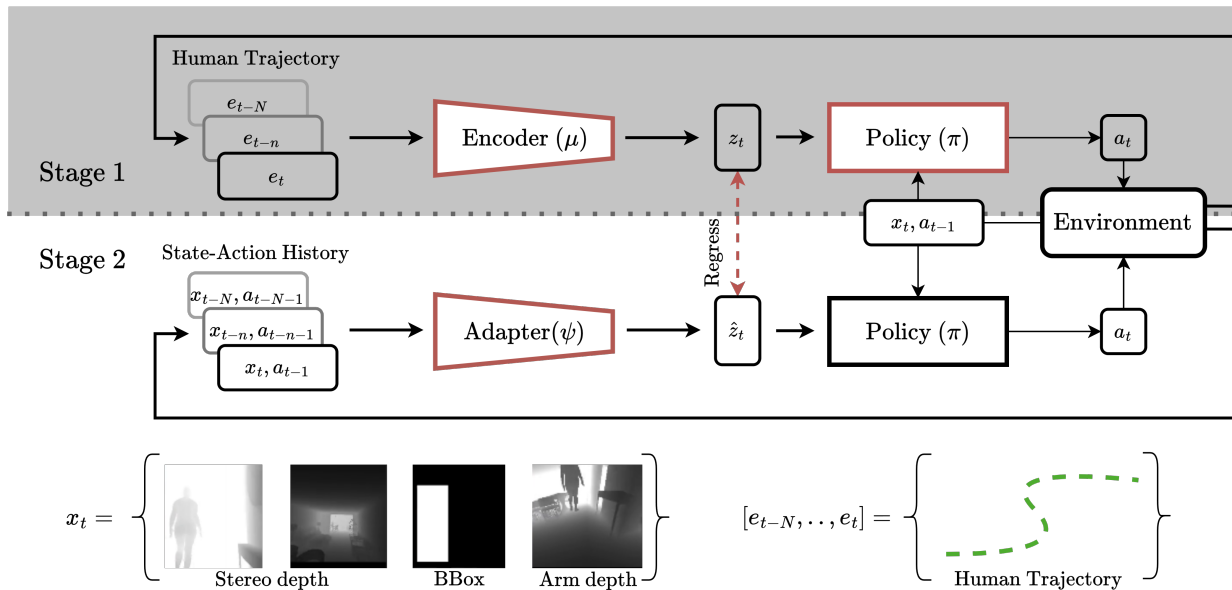 Human Trajectory
e_{t-N}
e_{t-n}
e_t
Encoder (μ)
z_t
Policy (π)
a_t
Stage 1
x_t, a_{t-1}
Environment
Regress
Stage 2
State-Action History
x_{t-N}, a_{t-N-1}
x_{t-n}, a_{t-n-1}
x_t, a_{t-1}
Adapter(ψ)
ẑ_t
Policy (π)
a_t
x_t =
Stereo depth
BBox
Arm depth
[e_{t-N}, . . , e_t] =
Human Trajectory